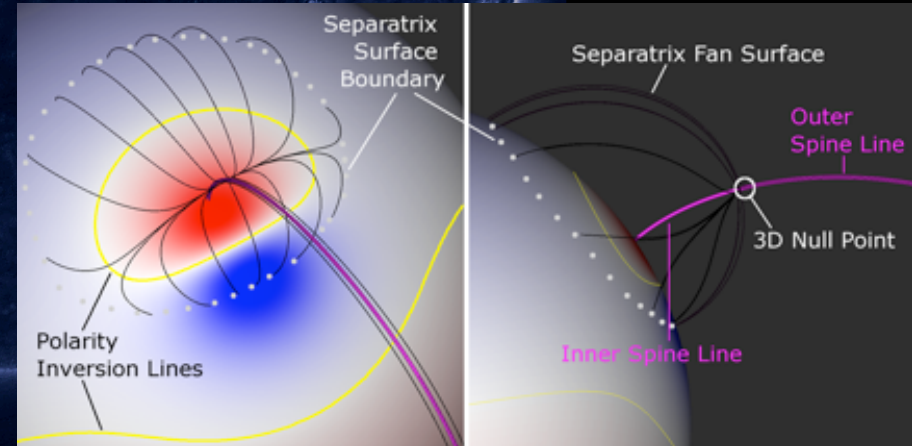 Separatrix
Surface
Boundary
Polarity
Inversion Lines
Separatrix Fan Surface
Outer
Spine Line
3D Null Point
Inner Spine Line